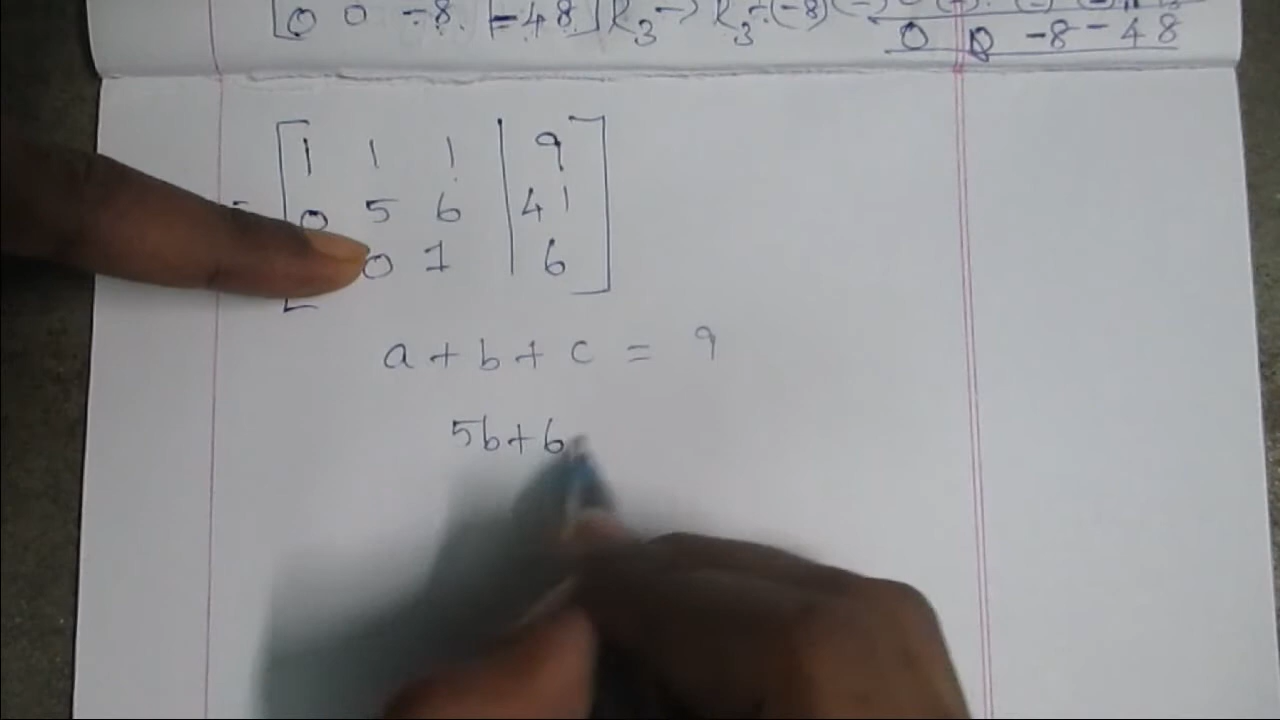 0 0 -8 -48] R3 -> R3 ÷ (-8)
0 0 -8 -48
1 1 1 | 9
0 5 6 | 41
0 1 | 6
a + b + c = 9
5b + 6